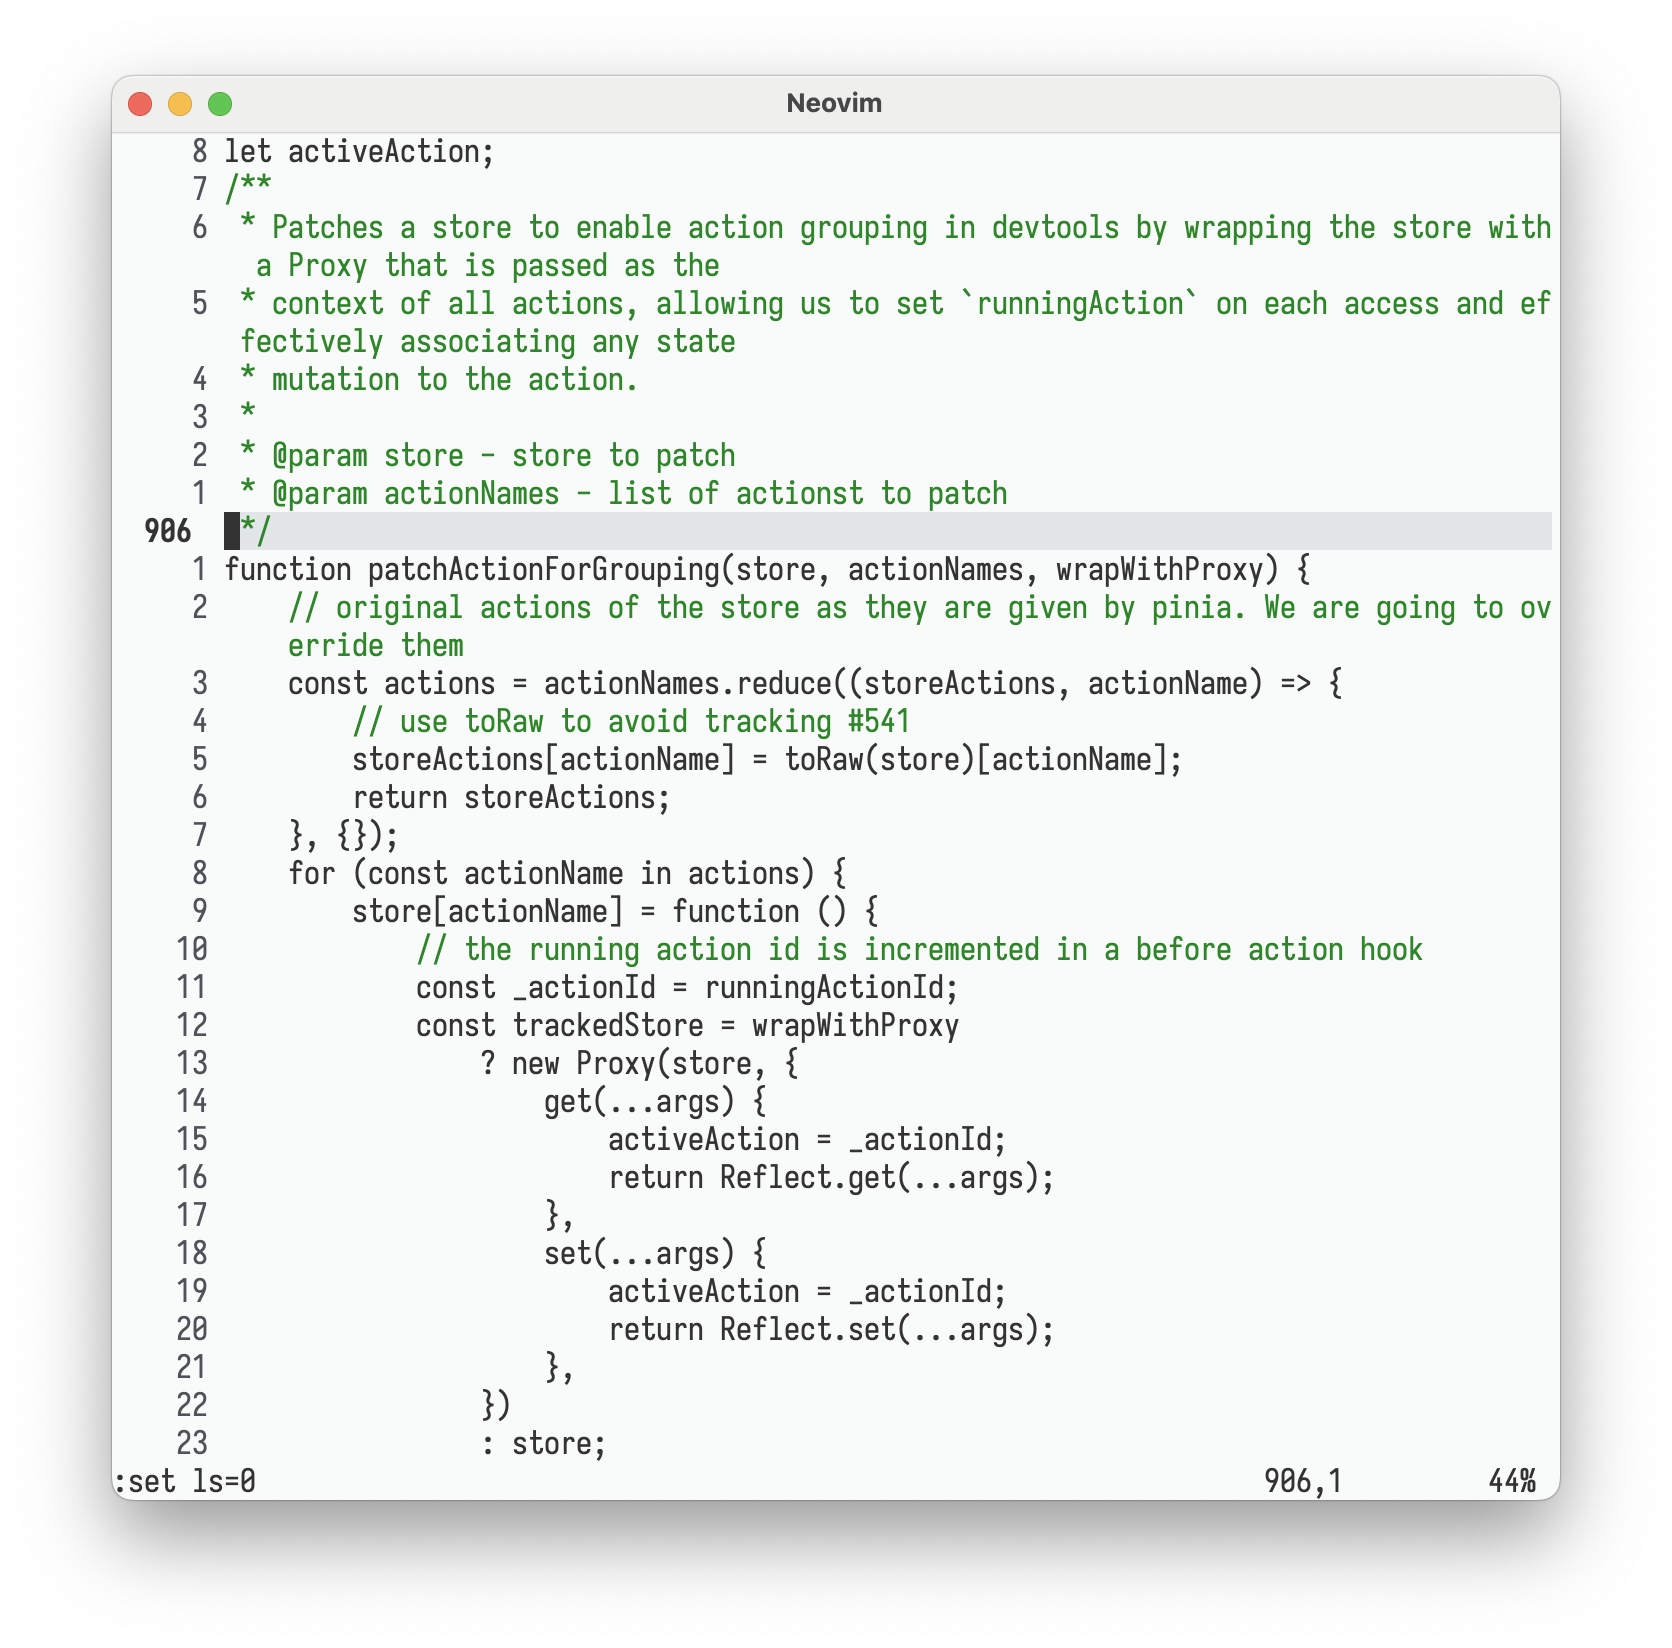 Neovim
8 let activeAction;
7 /**
6  * Patches a store to enable action grouping in devtools by wrapping the store with
a Proxy that is passed as the
5  * context of all actions, allowing us to set `runningAction` on each access and ef
fectively associating any state
4  * mutation to the action.
3  *
2  * @param store - store to patch
1  * @param actionNames - list of actionst to patch
906  */
1 function patchActionForGrouping(store, actionNames, wrapWithProxy) {
2     // original actions of the store as they are given by pinia. We are going to ov
erride them
3     const actions = actionNames.reduce((storeActions, actionName) => {
4         // use toRaw to avoid tracking #541
5         storeActions[actionName] = toRaw(store)[actionName];
6         return storeActions;
7     }, {});
8     for (const actionName in actions) {
9         store[actionName] = function () {
10             // the running action id is incremented in a before action hook
11             const _actionId = runningActionId;
12             const trackedStore = wrapWithProxy
13                 ? new Proxy(store, {
14                     get(...args) {
15                         activeAction = _actionId;
16                         return Reflect.get(...args);
17                     },
18                     set(...args) {
19                         activeAction = _actionId;
20                         return Reflect.set(...args);
21                     },
22                 })
23                 : store;
:set ls=0 906,1 44%